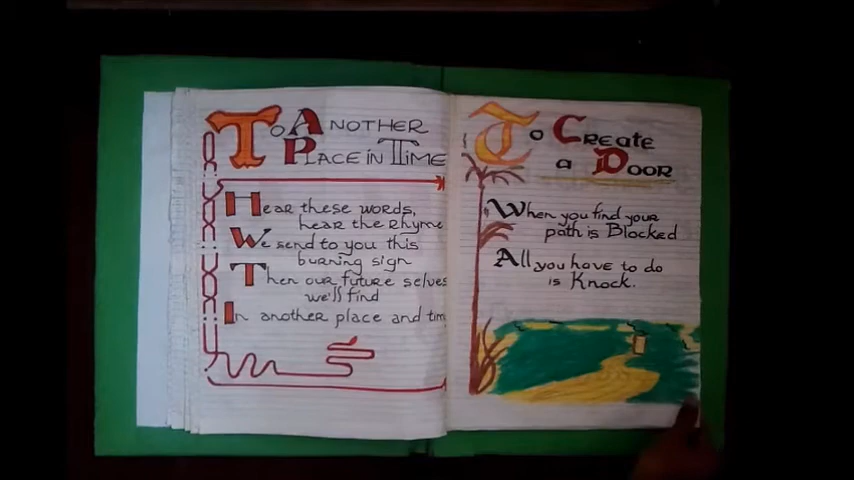 To A NOTHER
PLACE in TIME
Hear these words,
hear the rhyme
We send to you this
burning sign
Then our future selves
we'll find
In another place and tim
To Create
a DOOR
When you find your
path is Blocked
All you have to do
is Knock.